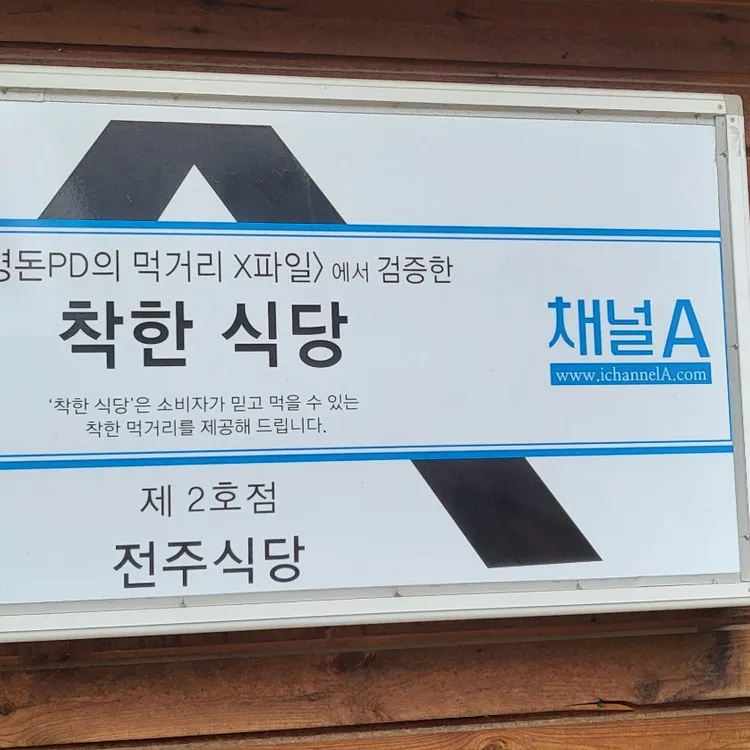 영돈PD의 먹거리 X파일〉에서 검증한
착한 식당
'착한 식당'은 소비자가 믿고 먹을 수 있는
착한 먹거리를 제공해 드립니다.
채널A
www.ichannelA.com
제 2호점
전주식당